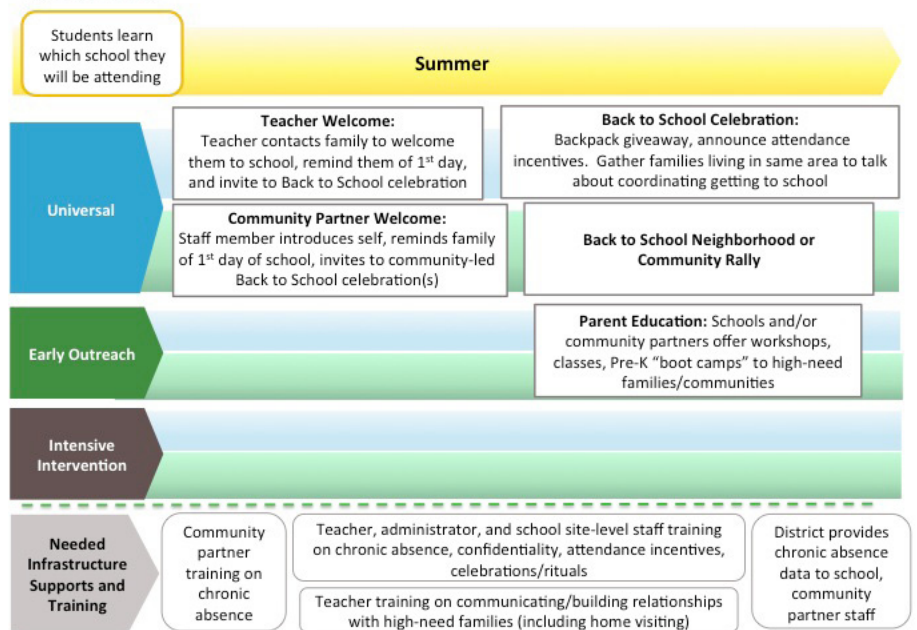 Students learn
which school they
will be attending
Summer
Universal
Teacher Welcome:
Teacher contacts family to welcome
them to school, remind them of 1st day,
and invite to Back to School celebration
Back to School Celebration:
Backpack giveaway, announce attendance
incentives. Gather families living in same area to talk
about coordinating getting to school
Community Partner Welcome:
Staff member introduces self, reminds family
of 1st day of school, invites to community-led
Back to School celebration(s)
Back to School Neighborhood or
Community Rally
Early Outreach
Parent Education: Schools and/or
community partners offer workshops,
classes, Pre-K “boot camps” to high-need
families/communities
Intensive
Intervention
Needed
Infrastructure
Supports and
Training
Community
partner
training on
chronic
absence
Teacher, administrator, and school site-level staff training
on chronic absence, confidentiality, attendance incentives,
celebrations/rituals
Teacher training on communicating/building relationships
with high-need families (including home visiting)
District provides
chronic absence
data to school,
community
partner staff